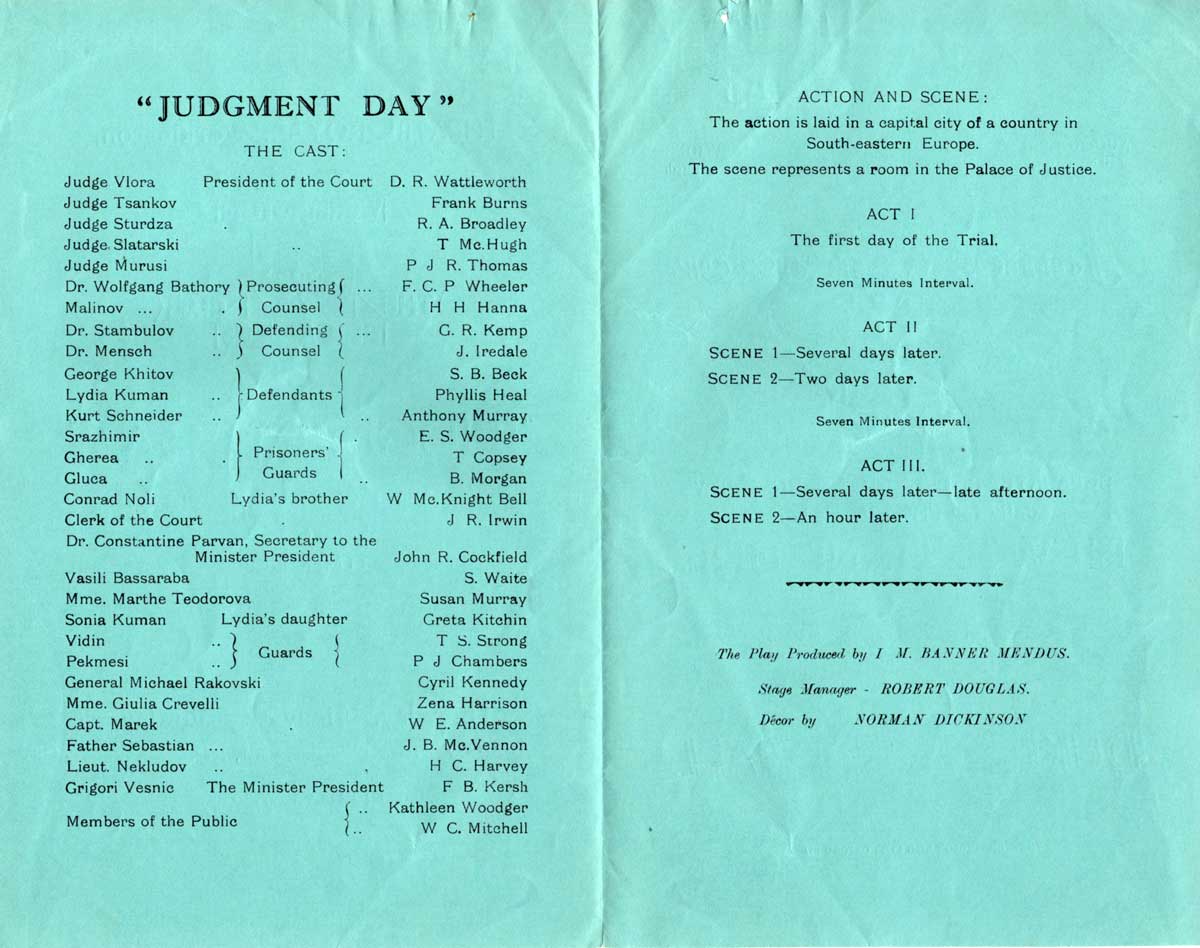 “JUDGMENT DAY”
THE CAST:
Judge Vlora President of the Court D. R. Wattleworth
Judge Tsankov Frank Burns
Judge Sturdza . R. A. Broadley
Judge Slatarski .. T Mc.Hugh
Judge Murusi P J R. Thomas
Dr. Wolfgang Bathory } Prosecuting { ... F. C. P Wheeler
Malinov ... . } Counsel { H H Hanna
Dr. Stambulov .. } Defending { ... G. R. Kemp
Dr. Mensch .. } Counsel { J. Iredale
George Khitov S. B. Beck
Lydia Kuman .. } Defendants { Phyllis Heal
Kurt Schneider .. .. Anthony Murray
Srazhimir . E. S. Woodger
Gherea .. . } Prisoners' { T Copsey
Gluca .. Guards .. B. Morgan
Conrad Noli Lydia's brother W Mc.Knight Bell
Clerk of the Court . J R. Irwin
Dr. Constantine Parvan, Secretary to the
Minister President John R. Cockfield
Vasili Bassaraba S. Waite
Mme. Marthe Teodorova Susan Murray
Sonia Kuman Lydia's daughter Greta Kitchin
Vidin .. } Guards { T S. Strong
Pekmesi .. P J Chambers
General Michael Rakovski Cyril Kennedy
Mme. Giulia Crevelli Zena Harrison
Capt. Marek . W E. Anderson
Father Sebastian ... J. B. Mc.Vennon
Lieut. Nekludov .. . H C. Harvey
Grigori Vesnic The Minister President F B. Kersh
Members of the Public { .. Kathleen Woodger
{ .. W C. Mitchell
ACTION AND SCENE:
The action is laid in a capital city of a country in
South-eastern Europe.
The scene represents a room in the Palace of Justice.
ACT I
The first day of the Trial.
Seven Minutes Interval.
ACT II
SCENE 1—Several days later.
SCENE 2—Two days later.
Seven Minutes Interval.
ACT III.
SCENE 1—Several days later—late afternoon.
SCENE 2—An hour later.
The Play Produced by I M. BANNER MENDUS.
Stage Manager - ROBERT DOUGLAS.
Décor by NORMAN DICKINSON